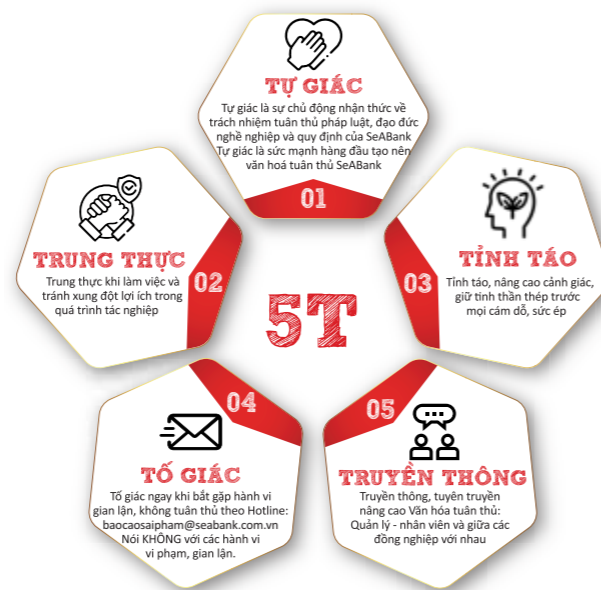 TỰ GIÁC
Tự giác là sự chủ động nhận thức về
trách nhiệm tuân thủ pháp luật, đạo đức
nghề nghiệp và quy định của SeABank
Tự giác là sức mạnh hàng đầu tạo nên
văn hoá tuân thủ SeABank
01
TRUNG THỰC
Trung thực khi làm việc và
tránh xung đột lợi ích trong
quá trình tác nghiệp
02
03
TỈNH TÁO
Tỉnh táo, nâng cao cảnh giác,
giữ tinh thần thép trước
mọi cám dỗ, sức ép
5T
04
TỐ GIÁC
Tố giác ngay khi bắt gặp hành vi
gian lận, không tuân thủ theo Hotline:
baocaosaipham@seabank.com.vn
Nói KHÔNG với các hành vi
vi phạm, gian lận.
05
TRUYỀN THÔNG
Truyền thông, tuyên truyền
nâng cao Văn hóa tuân thủ:
Quản lý - nhân viên và giữa các
đồng nghiệp với nhau